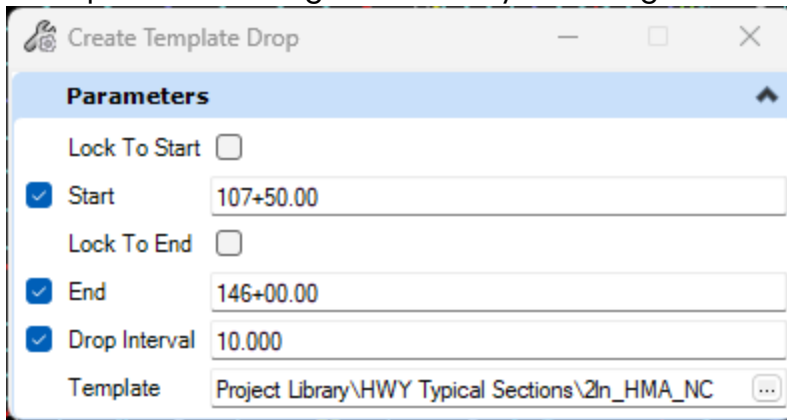 Create Template Drop
Parameters
Lock To Start
Start 107+50.00
Lock To End
End 146+00.00
Drop Interval 10.000
Template Project Library\HWY Typical Sections\2ln_HMA_NC ...